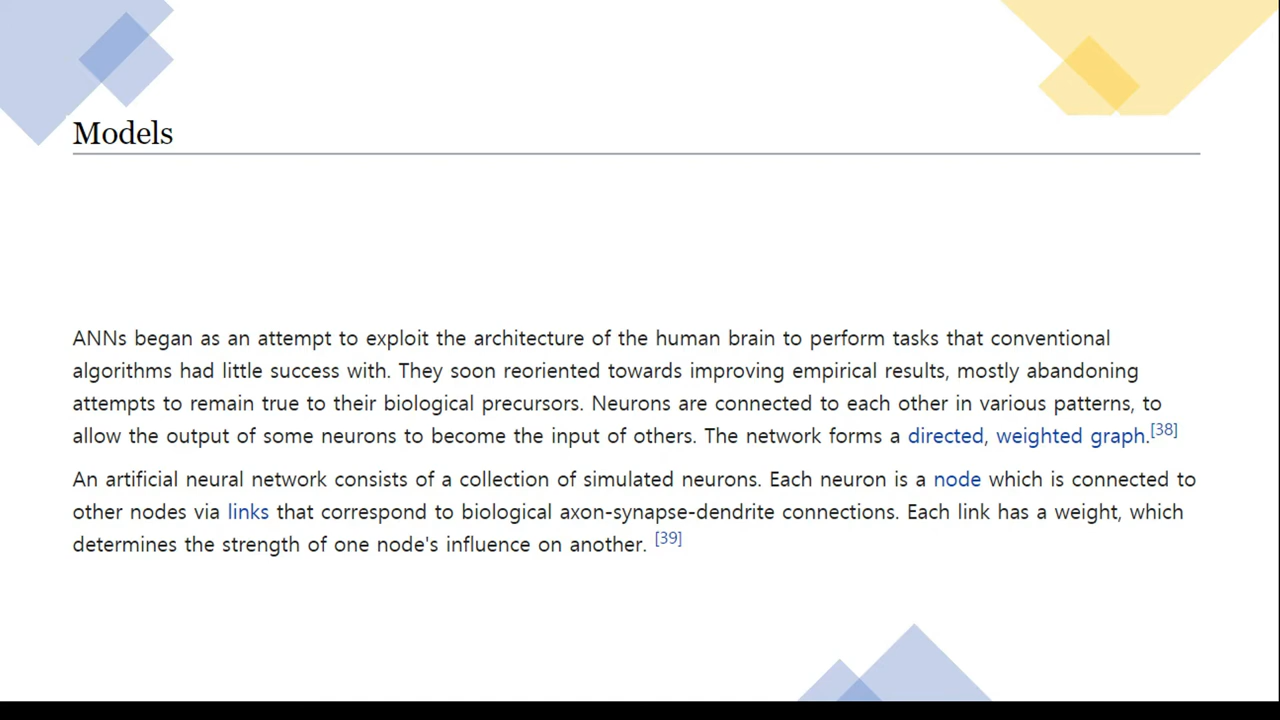 Models
ANNs began as an attempt to exploit the architecture of the human brain to perform tasks that conventional
algorithms had little success with. They soon reoriented towards improving empirical results, mostly abandoning
attempts to remain true to their biological precursors. Neurons are connected to each other in various patterns, to
allow the output of some neurons to become the input of others. The network forms a directed, weighted graph.[38]
An artificial neural network consists of a collection of simulated neurons. Each neuron is a node which is connected to
other nodes via links that correspond to biological axon-synapse-dendrite connections. Each link has a weight, which
determines the strength of one node's influence on another. [39]